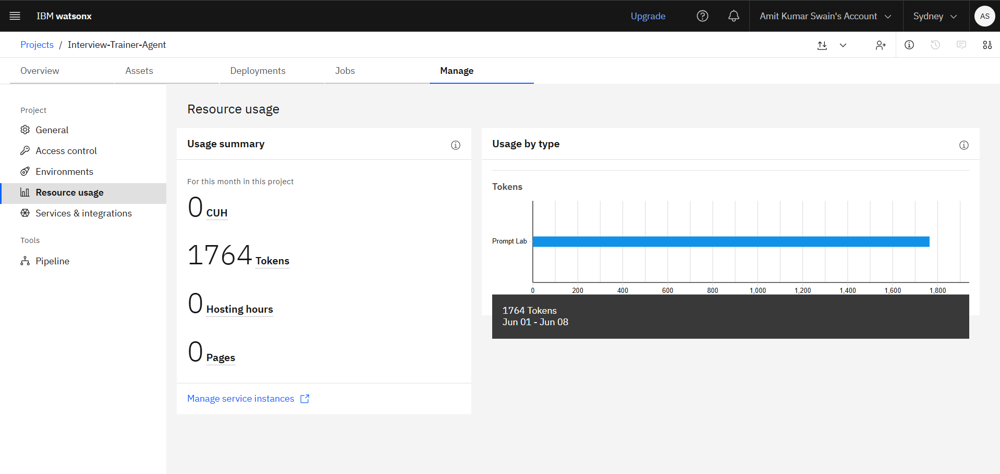 IBM watsonx
Upgrade
Amit Kumar Swain's Account
Sydney
AS
Projects / Interview-Trainer-Agent
Overview
Assets
Deployments
Jobs
Manage
Project
General
Access control
Environments
Resource usage
Services & integrations
Tools
Pipeline
Resource usage
Usage summary
For this month in this project
0 CUH
1764 Tokens
0 Hosting hours
0 Pages
Manage service instances
Usage by type
Tokens
Prompt Lab
0 200 400 600 800 1,000 1,200 1,400 1,600 1,800
1764 Tokens
Jun 01 - Jun 08